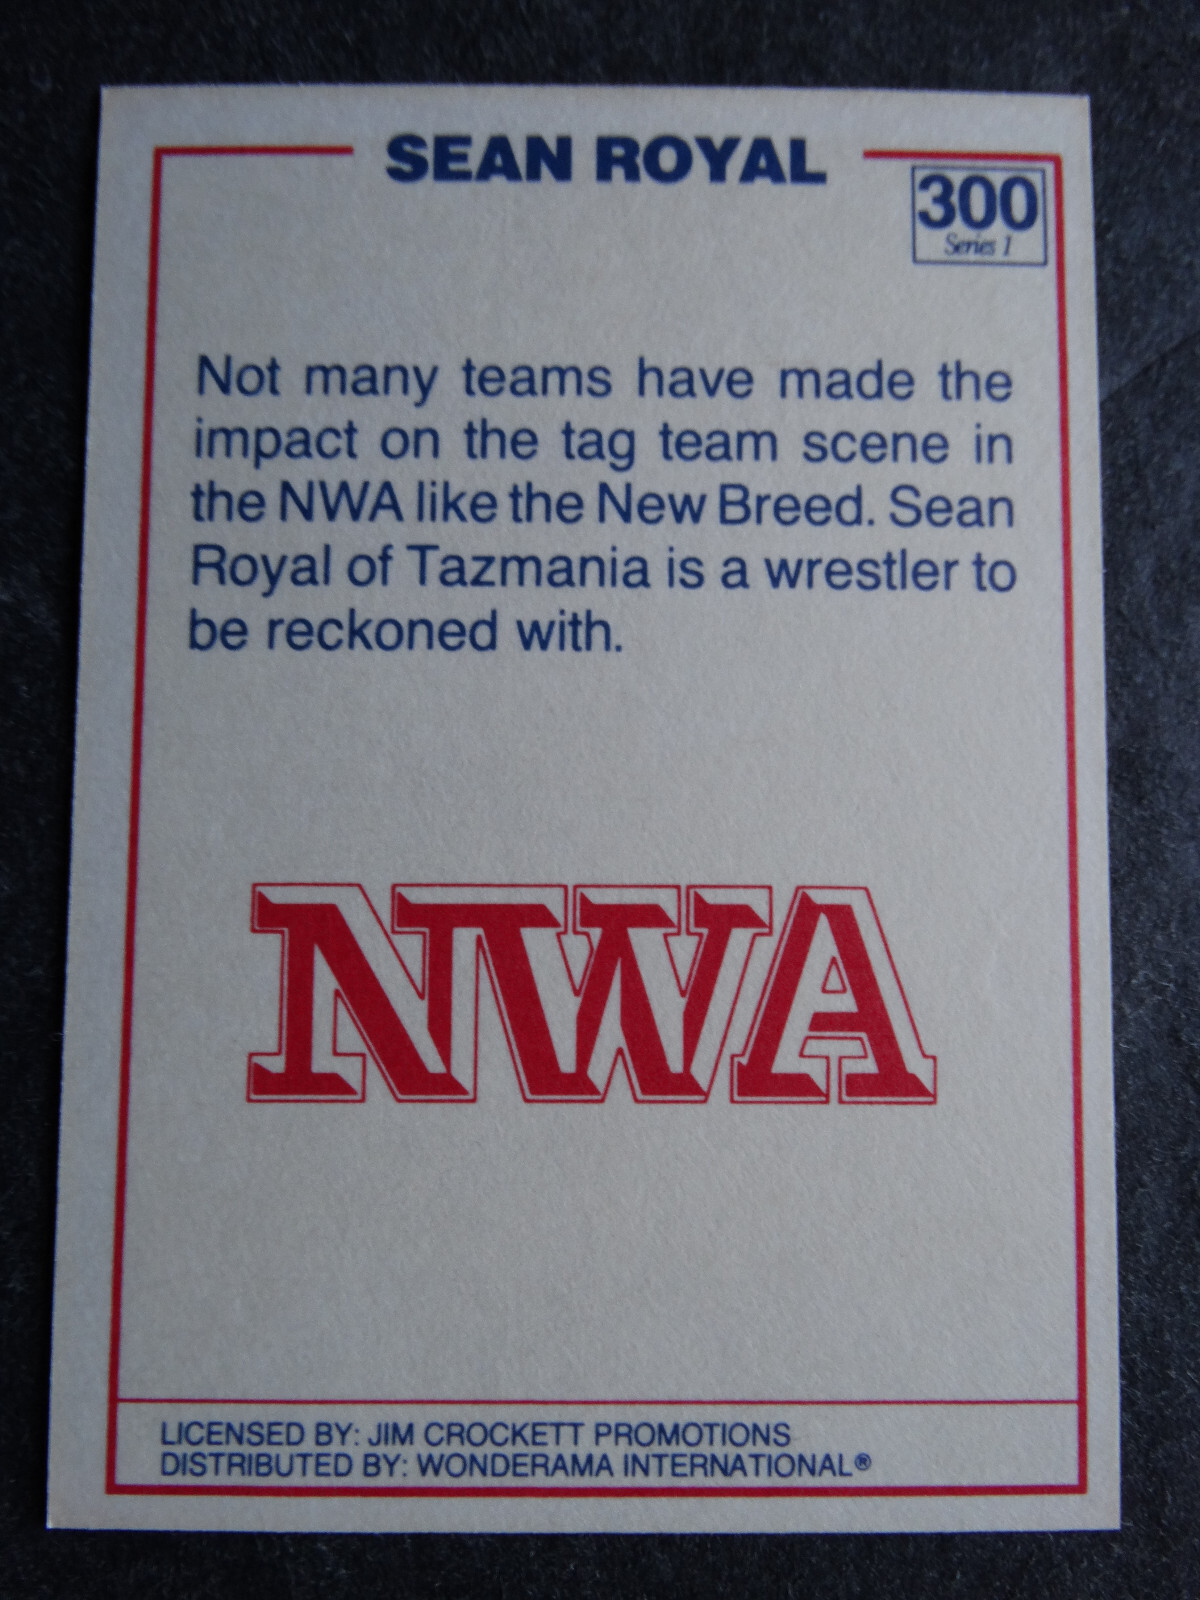 SEAN ROYAL
300
Series 1
Not many teams have made the
impact on the tag team scene in
the NWA like the New Breed. Sean
Royal of Tazmania is a wrestler to
be reckoned with.
NWA
LICENSED BY: JIM CROCKETT PROMOTIONS
DISTRIBUTED BY: WONDERAMA INTERNATIONAL®